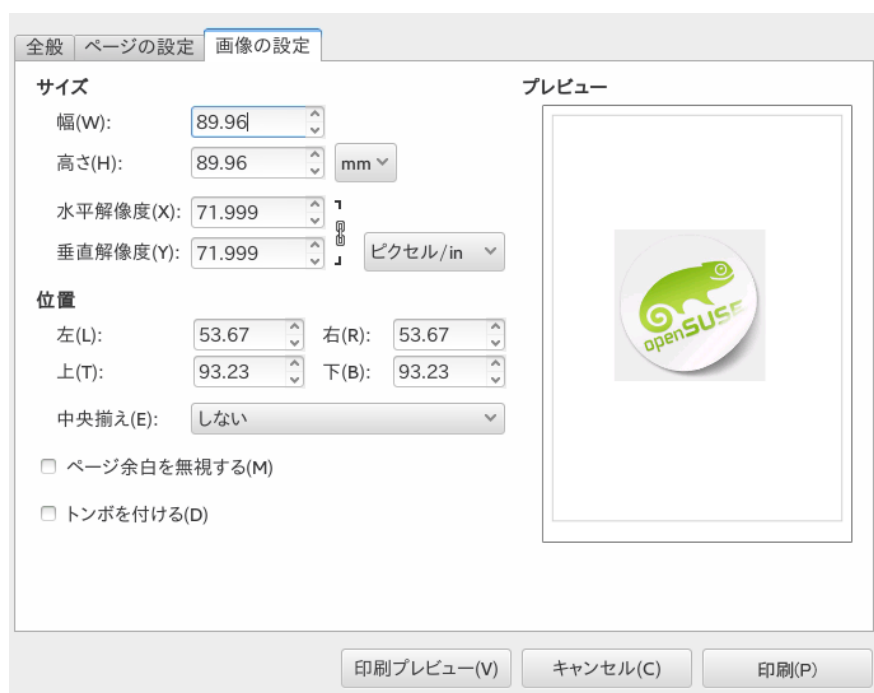 全般 ページの設定 画像の設定
サイズ
幅(W): 89.96
高さ(H): 89.96 mm
水平解像度(X): 71.999
垂直解像度(Y): 71.999 ピクセル/in
位置
左(L): 53.67 右(R): 53.67
上(T): 93.23 下(B): 93.23
中央揃え(E): しない
ページ余白を無視する(M)
トンボを付ける(D)
プレビュー
openSUSE
印刷プレビュー(V) キャンセル(C) 印刷(P)